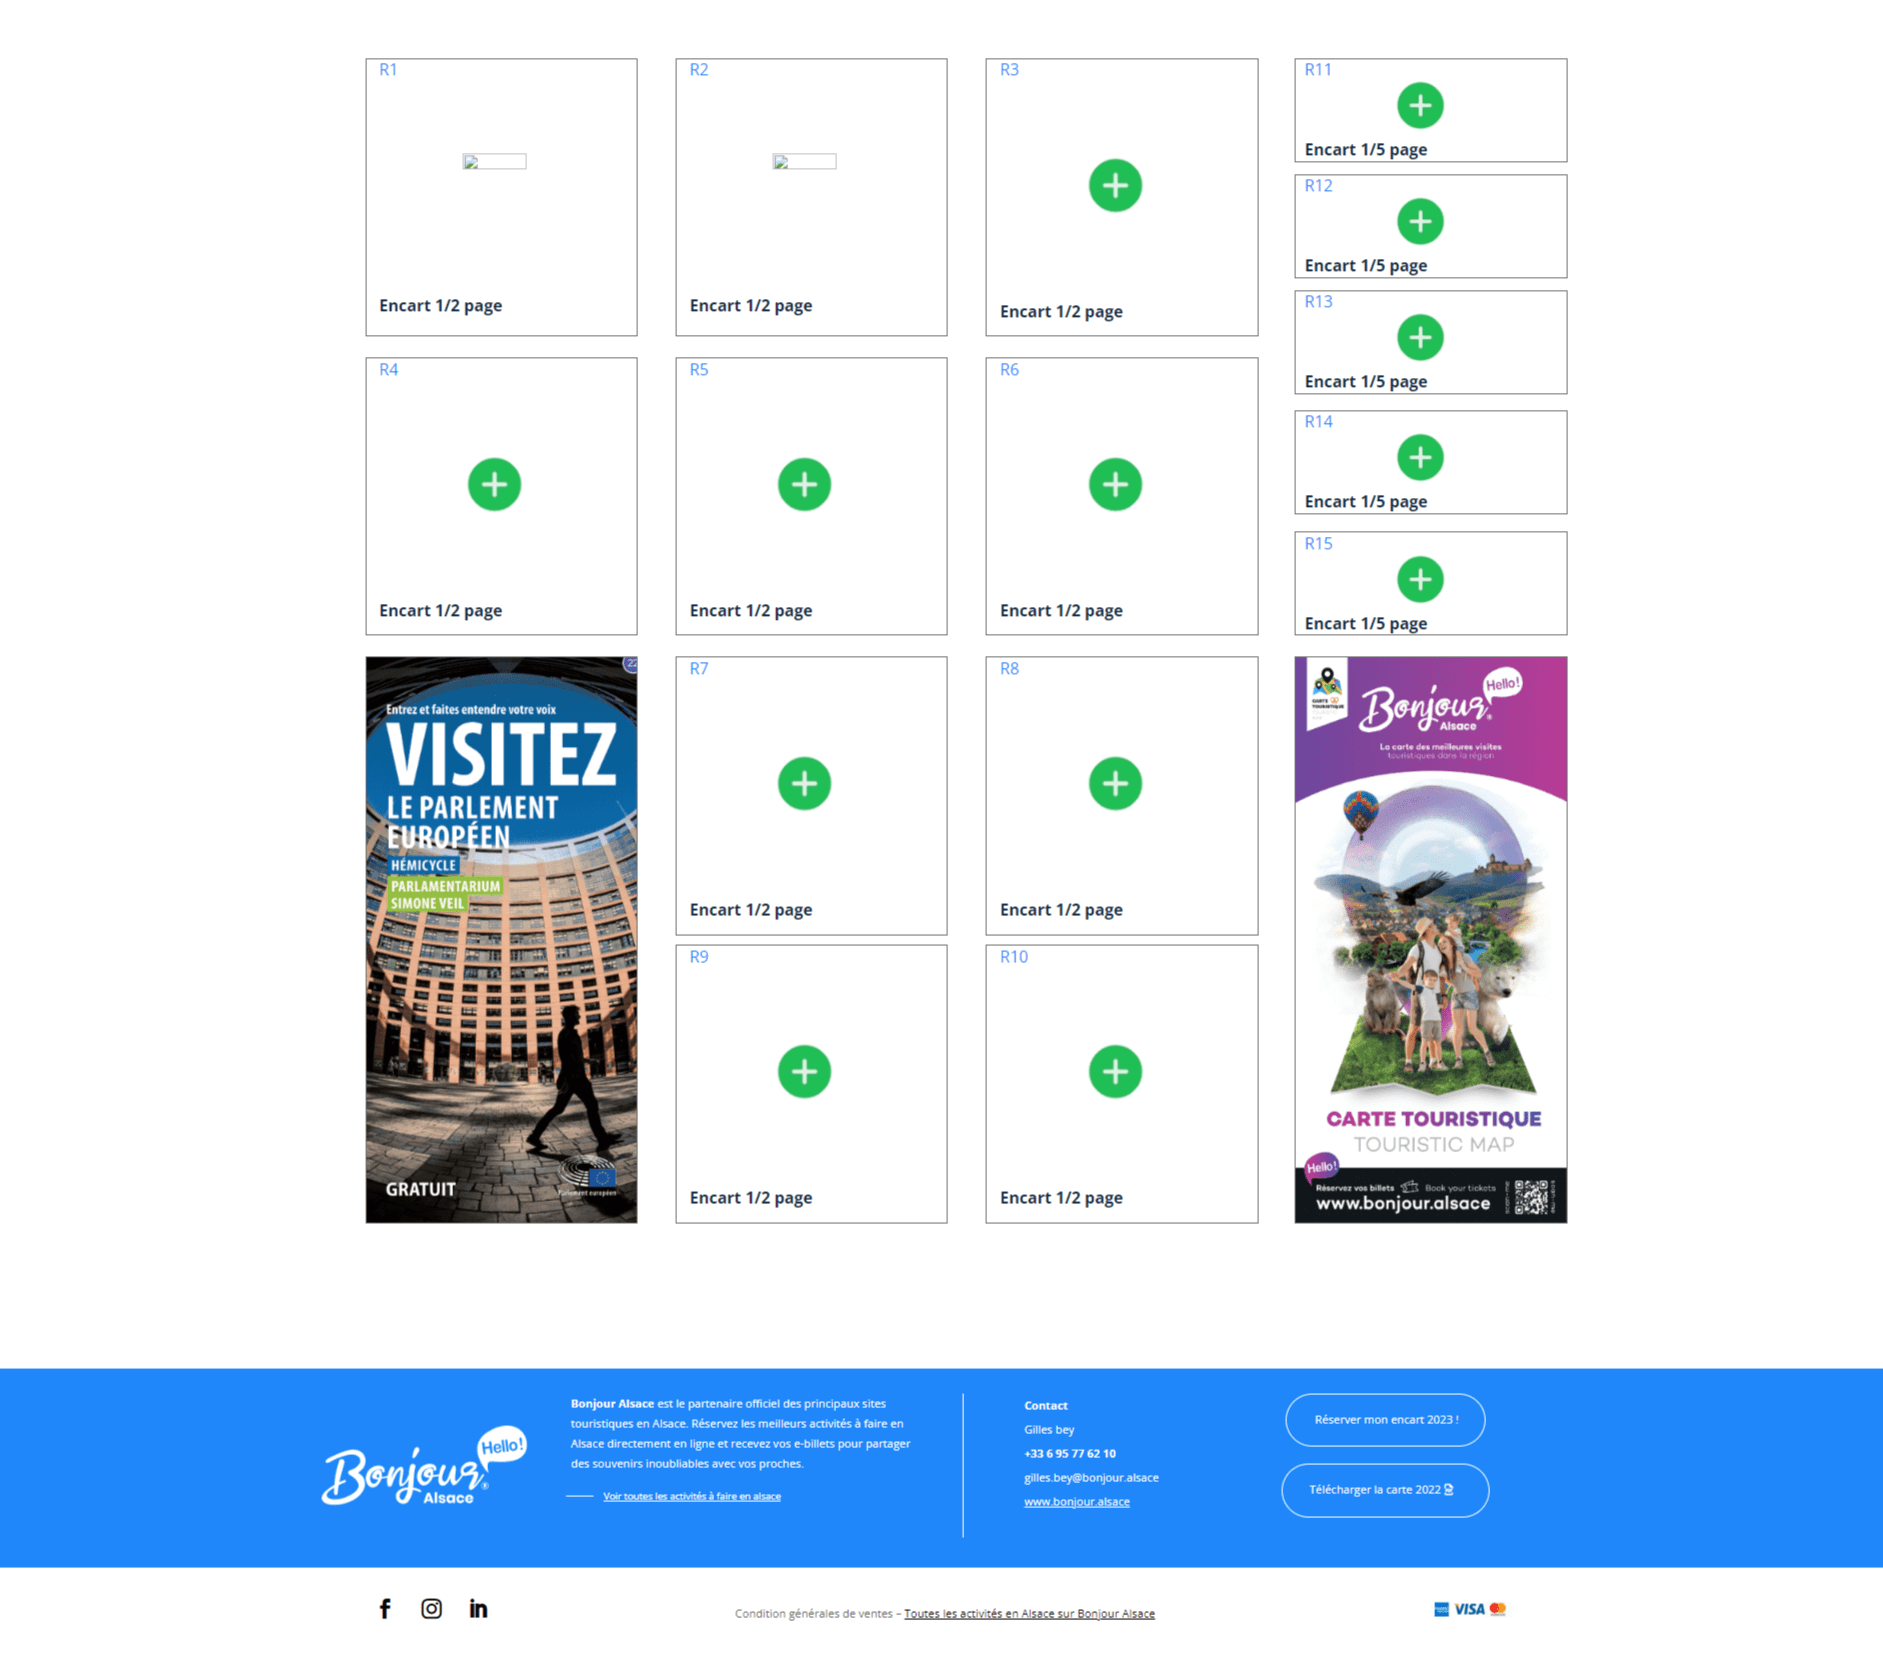 R1
Encart 1/2 page
R2
Encart 1/2 page
R3
Encart 1/2 page
R11
Encart 1/5 page
R12
Encart 1/5 page
R13
Encart 1/5 page
R14
Encart 1/5 page
R15
Encart 1/5 page
R4
Encart 1/2 page
R5
Encart 1/2 page
R6
Encart 1/2 page
22
Entrez et faites entendre votre voix
VISITEZ
LE PARLEMENT
EUROPÉEN
HÉMICYCLE
PARLAMENTARIUM
SIMONE VEIL
GRATUIT
Parlement européen
R7
Encart 1/2 page
R8
Encart 1/2 page
R9
Encart 1/2 page
R10
Encart 1/2 page
CARTE
TOURISTIQUE
Hello!
Bonjour
Alsace
La carte des meilleures visites
touristiques dans la région
CARTE TOURISTIQUE
TOURISTIC MAP
Hello!
Réservez vos billets Book your tickets
www.bonjour.alsace
Hello!
Bonjour
Alsace
Bonjour Alsace est le partenaire officiel des principaux sites
touristiques en Alsace. Réservez les meilleurs activités à faire en
Alsace directement en ligne et recevez vos e-billets pour partager
des souvenirs inoubliables avec vos proches.
Voir toutes les activités à faire en alsace
Contact
Gilles bey
+33 6 95 77 62 10
gilles.bey@bonjour.alsace
www.bonjour.alsace
Réserver mon encart 2023 !
Télécharger la carte 2022
Condition générales de ventes – Toutes les activités en Alsace sur Bonjour Alsace
VISA